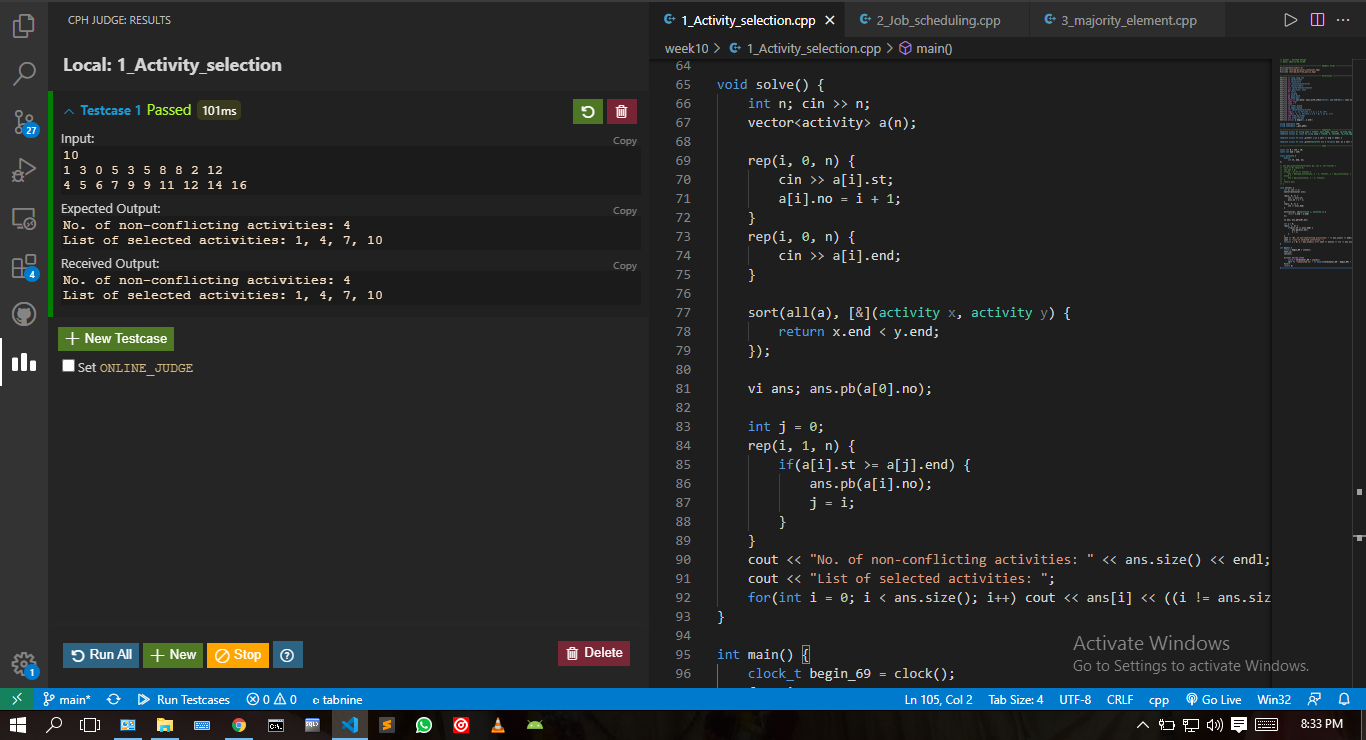 CPH JUDGE: RESULTS
Local: 1_Activity_selection
Testcase 1 Passed 101ms
Input:
Copy
10
1 3 0 5 3 5 8 8 2 12
4 5 6 7 9 9 11 12 14 16
Expected Output:
Copy
No. of non-conflicting activities: 4
List of selected activities: 1, 4, 7, 10
Received Output:
Copy
No. of non-conflicting activities: 4
List of selected activities: 1, 4, 7, 10
New Testcase
Set ONLINE_JUDGE
Run All New Stop Delete
27
4
1
1_Activity_selection.cpp 2_Job_scheduling.cpp 3_majority_element.cpp
week10 > 1_Activity_selection.cpp > main()
64
65 void solve() {
66 int n; cin >> n;
67 vector<activity> a(n);
68
69 rep(i, 0, n) {
70 cin >> a[i].st;
71 a[i].no = i + 1;
72 }
73 rep(i, 0, n) {
74 cin >> a[i].end;
75 }
76
77 sort(all(a), [&](activity x, activity y) {
78 return x.end < y.end;
79 });
80
81 vi ans; ans.pb(a[0].no);
82
83 int j = 0;
84 rep(i, 1, n) {
85 if(a[i].st >= a[j].end) {
86 ans.pb(a[i].no);
87 j = i;
88 }
89 }
90 cout << "No. of non-conflicting activities: " << ans.size() << endl;
91 cout << "List of selected activities: ";
92 for(int i = 0; i < ans.size(); i++) cout << ans[i] << ((i != ans.siz
93 }
94
95 int main() {
96 clock_t begin_69 = clock();
Activate Windows
Go to Settings to activate Windows.
main* Run Testcases 0 0 tabnine Ln 105, Col 2 Tab Size: 4 UTF-8 CRLF cpp Go Live Win32
SQL> 8:33 PM